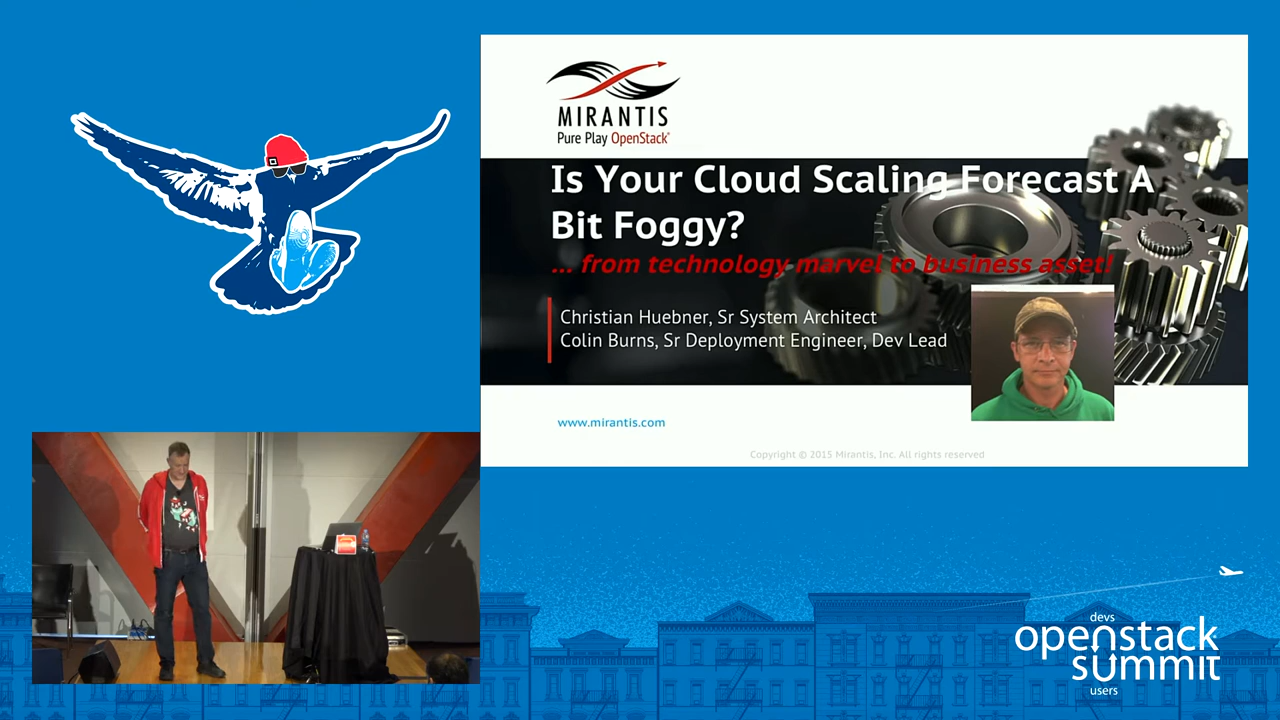 MIRANTIS
Pure Play OpenStack
Is Your Cloud Scaling Forecast A
Bit Foggy?
... from technology marvel to business asset!
Christian Huebner, Sr System Architect
Colin Burns, Sr Deployment Engineer, Dev Lead
www.mirantis.com
Copyright © 2015 Mirantis, Inc. All rights reserved
devs
openstack
summit
users